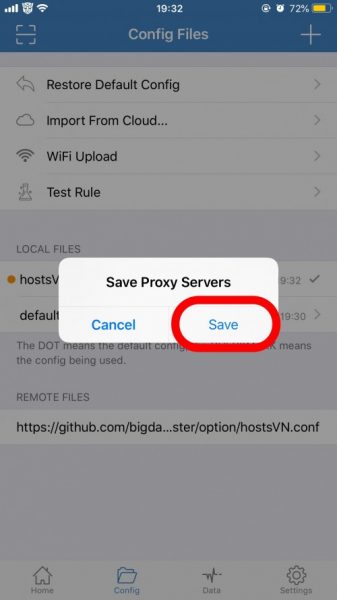 19:32
72%
Config Files
Restore Default Config
Import From Cloud...
WiFi Upload
Test Rule
LOCAL FILES
hostsV
19:32
Save Proxy Servers
Cancel
Save
defaul
19:30
The DOT means the default config
means
the config being used.
REMOTE FILES
https://github.com/bigda...ster/option/hostsVN.conf
Home
Config
Data
Settings